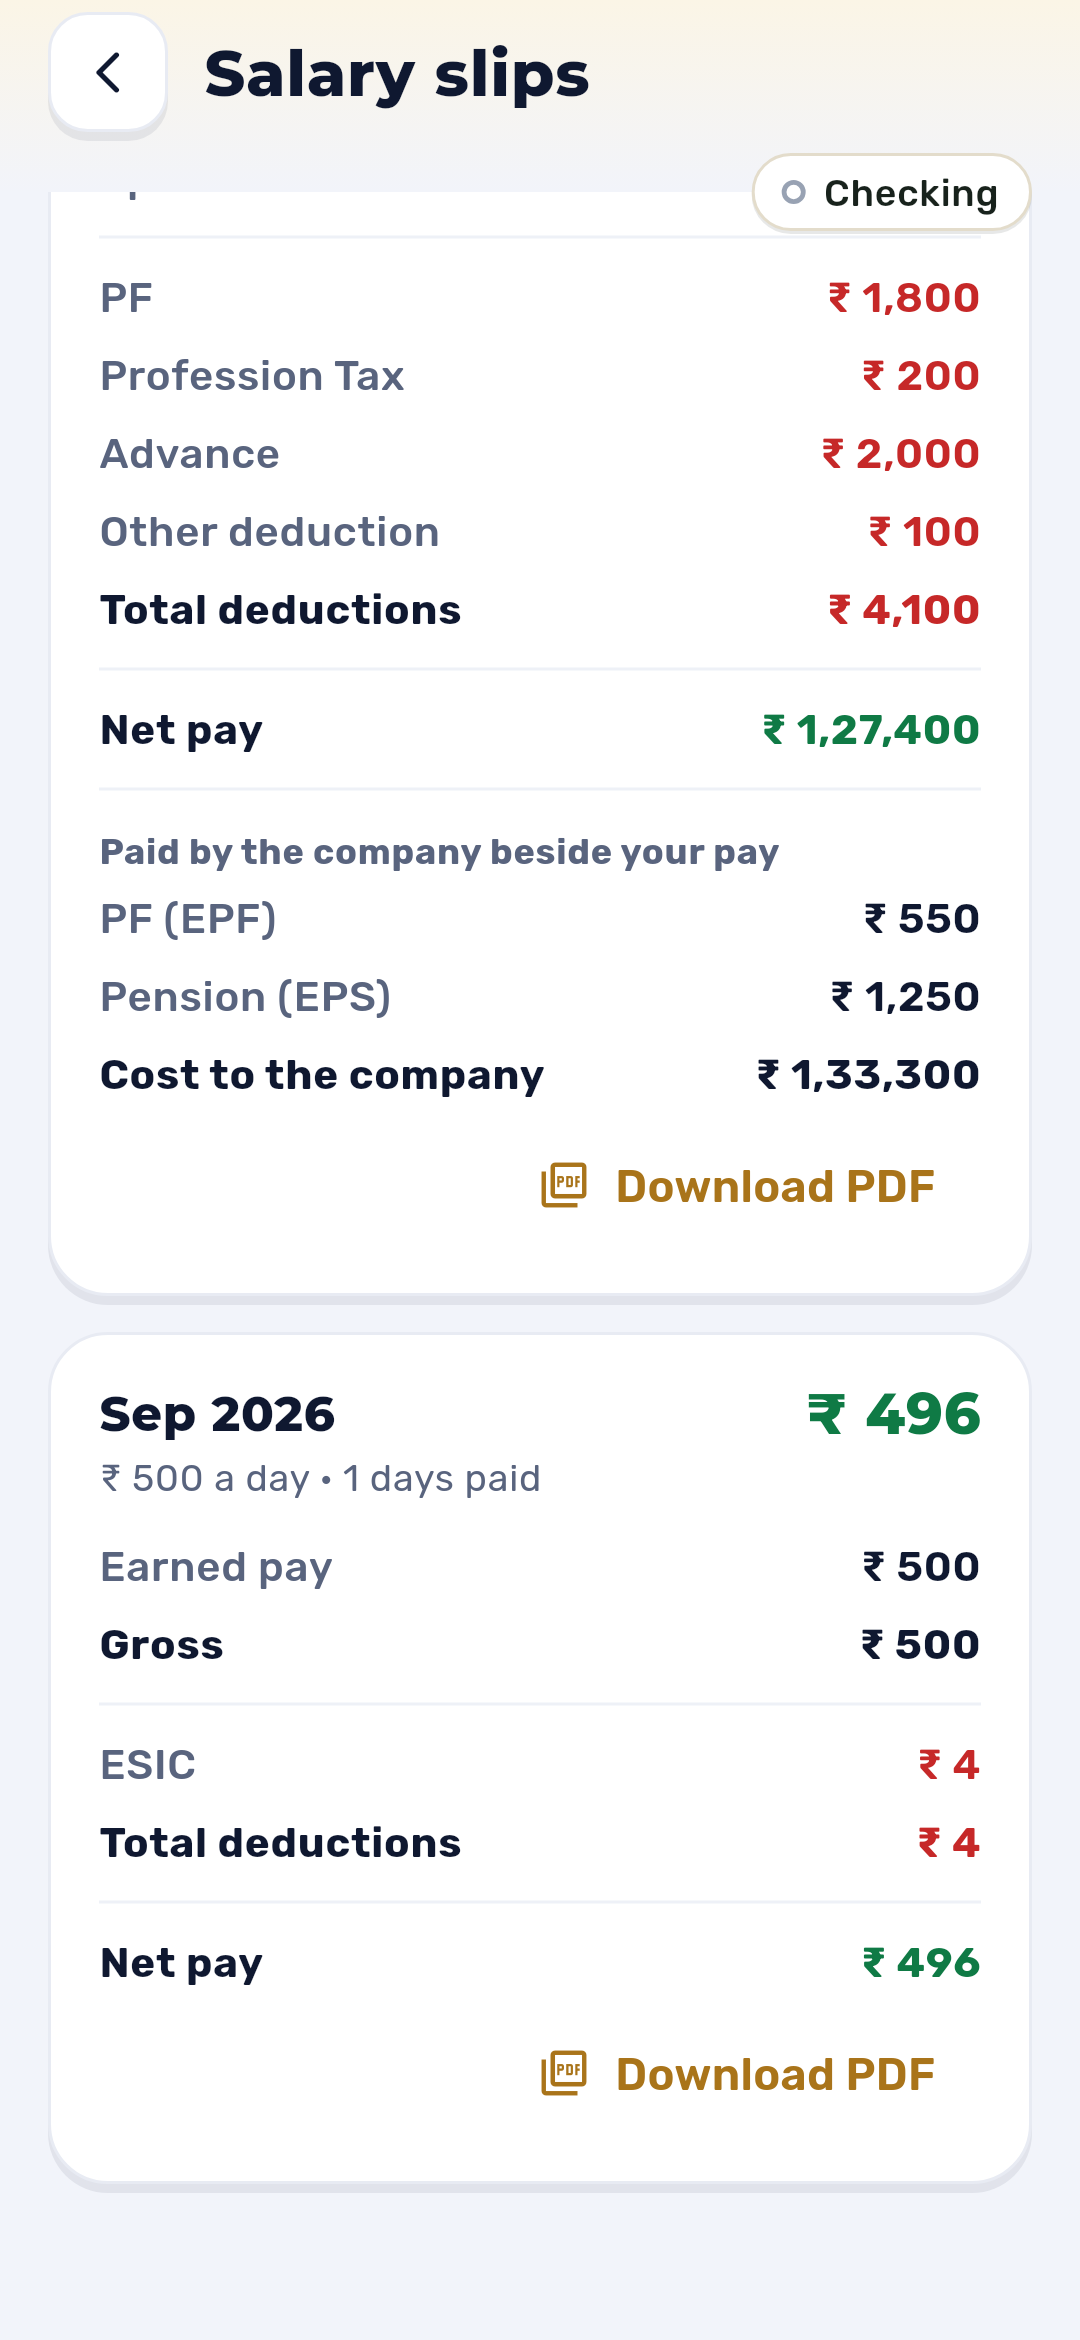 Salary slips
Checking
PF ₹ 1,800
Profession Tax ₹ 200
Advance ₹ 2,000
Other deduction ₹ 100
Total deductions ₹ 4,100
Net pay ₹ 1,27,400
Paid by the company beside your pay
PF (EPF) ₹ 550
Pension (EPS) ₹ 1,250
Cost to the company ₹ 1,33,300
PDF Download PDF
Sep 2026 ₹ 496
₹ 500 a day • 1 days paid
Earned pay ₹ 500
Gross ₹ 500
ESIC ₹ 4
Total deductions ₹ 4
Net pay ₹ 496
PDF Download PDF